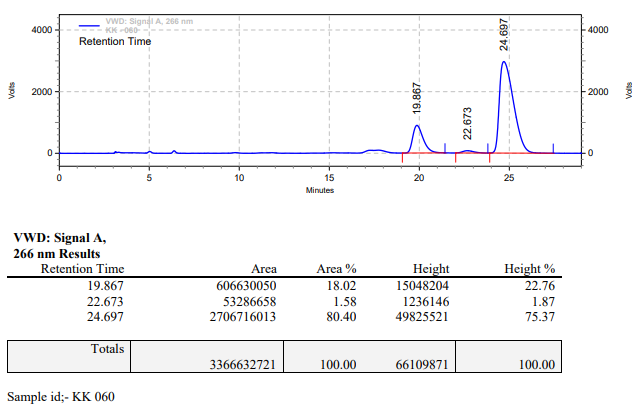 VWD: Signal A, 266 nm
KK - 060
Retention Time
4000
2000
0
Volts
19.867
22.673
24.697
4000
2000
0
Volts
0
5
10
15
20
25
Minutes
VWD: Signal A,
266 nm Results
Retention Time Area Area % Height Height %
19.867 606630050 18.02 15048204 22.76
22.673 53286658 1.58 1236146 1.87
24.697 2706716013 80.40 49825521 75.37
Totals
3366632721 100.00 66109871 100.00
Sample id;- KK 060